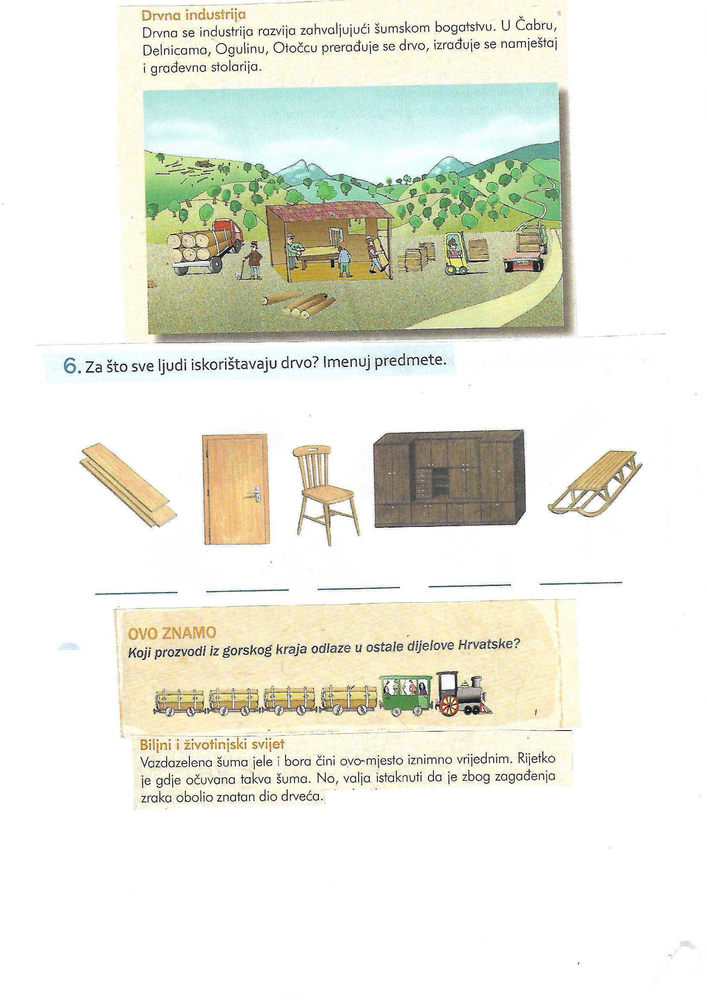 Drvna industrija
Drvna se industrija razvija zahvaljujući šumskom bogatstvu. U Čabru,
Delnicama, Ogulinu, Otočcu prerađuje se drvo, izrađuje se namještaj
i građevna stolarija.
6. Za što sve ljudi iskorištavaju drvo? Imenuj predmete.
OVO ZNAMO
Koji prozvodi iz gorskog kraja odlaze u ostale dijelove Hrvatske?
Biljni i životinjski svijet
Vazdazelena šuma jele i bora čini ovo mjesto iznimno vrijednim. Rijetko
je gdje očuvana takva šuma. No, valja istaknuti da je zbog zagađenja
zraka obolio znatan dio drveća.